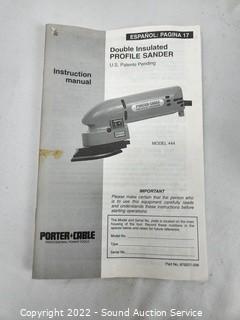 ESPAÑOL: PAGINA 17
Double Insulated
PROFILE SANDER
U.S. Patents Pending
Instruction
manual
PORTER-CABLE
MODEL 444
IMPORTANT
Please make certain that the person who
is to use this equipment carefully reads
and understands these instructions before
starting operations.
The Model and Serial No. plate is located on the main
housing of the tool. Record these numbers in the
spaces below and retain for future reference.
Model No.
Type
Serial No.
PORTER+CABLE
PROFESSIONAL POWER TOOLS
Copyright 2022 - Sound Auction Service